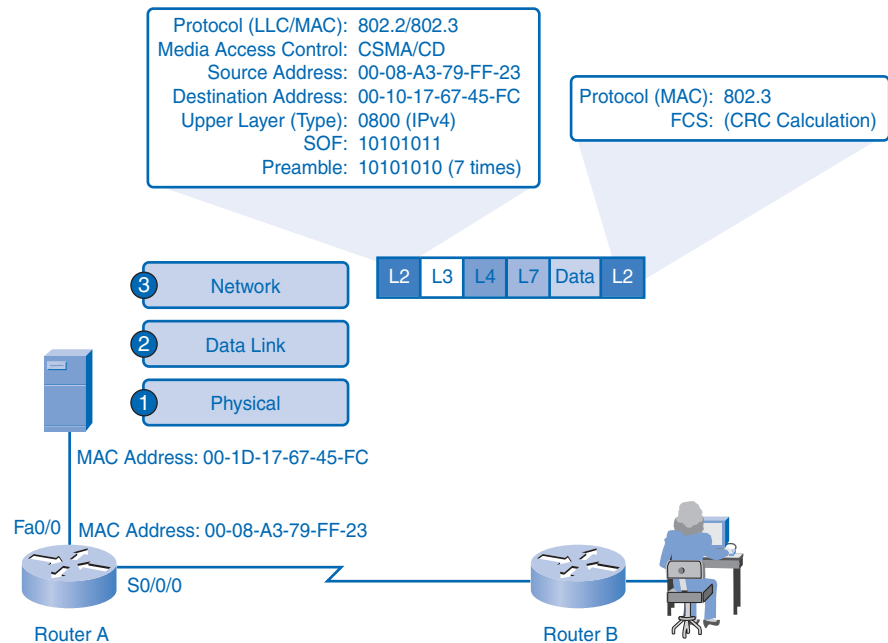 Protocol (LLC/MAC): 802.2/802.3
Media Access Control: CSMA/CD
Source Address: 00-08-A3-79-FF-23
Destination Address: 00-10-17-67-45-FC
Upper Layer (Type): 0800 (IPv4)
SOF: 10101011
Preamble: 10101010 (7 times)
Protocol (MAC): 802.3
FCS: (CRC Calculation)
L2 L3 L4 L7 Data L2
3 Network
2 Data Link
1 Physical
MAC Address: 00-1D-17-67-45-FC
Fa0/0 MAC Address: 00-08-A3-79-FF-23
S0/0/0
Router A
Router B